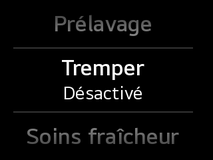 Prélavage
Tremper
Désactivé
Soins fraîcheur